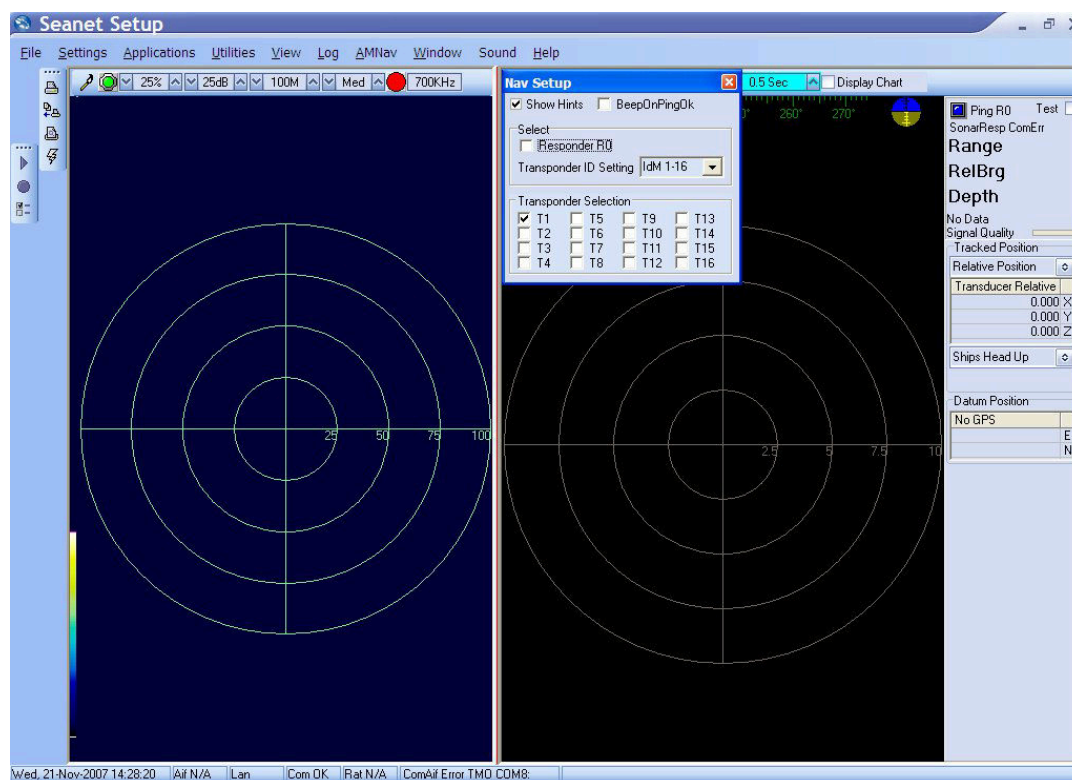 Seanet Setup
File Settings Applications Utilities View Log AMNav Window Sound Help
25% 25dB 100M Med 700KHz
Nav Setup
0.5 Sec Display Chart
Show Hints BeepOnPingOk
260° 270°
Select
Responder R0
Transponder ID Setting IdM 1-16
Transponder Selection
T1 T5 T9 T13
T2 T6 T10 T14
T3 T7 T11 T15
T4 T8 T12 T16
Ping R0 Test
SonarResp ComErr
Range
RelBrg
Depth
No Data
Signal Quality
Tracked Position
Relative Position
Transducer Relative
0.000 X
0.000 Y
0.000 Z
Ships Head Up
Datum Position
No GPS
E
N
25 50 75 100
2.5 5 7.5 10
Wed, 21-Nov-2007 14:28:20 Aif N/A Lan Com OK Rat N/A ComAif Error TMO COM8: